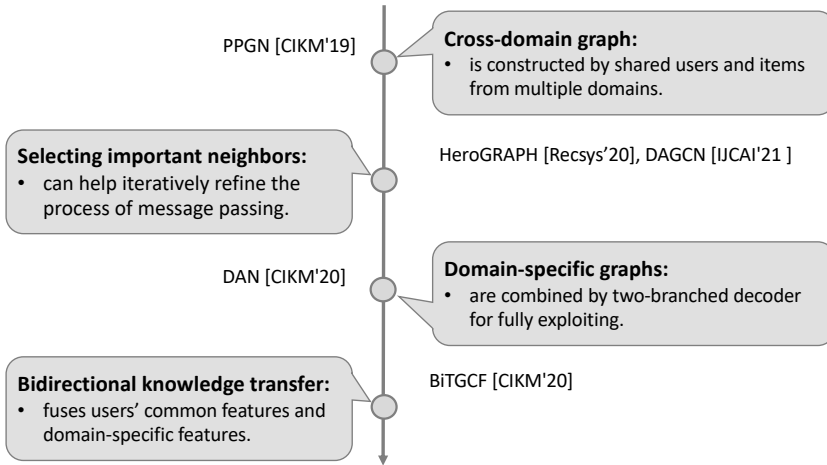 PPGN [CIKM'19]
Cross-domain graph:
• is constructed by shared users and items
from multiple domains.
Selecting important neighbors:
• can help iteratively refine the
process of message passing.
HeroGRAPH [Recsys’20], DAGCN [IJCAI'21 ]
DAN [CIKM'20]
Domain-specific graphs:
• are combined by two-branched decoder
for fully exploiting.
Bidirectional knowledge transfer:
• fuses users’ common features and
domain-specific features.
BiTGCF [CIKM'20]